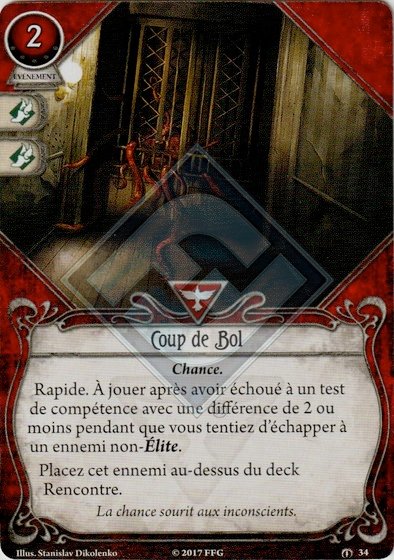 2
ÉVÉNEMENT
Coup de Bol
Chance.
Rapide. À jouer après avoir échoué à un test
de compétence avec une différence de 2 ou
moins pendant que vous tentiez d'échapper à
un ennemi non-Élite.
Placez cet ennemi au-dessus du deck
Rencontre.
La chance sourit aux inconscients.
Illus. Stanislav Dikolenko © 2017 FFG 34